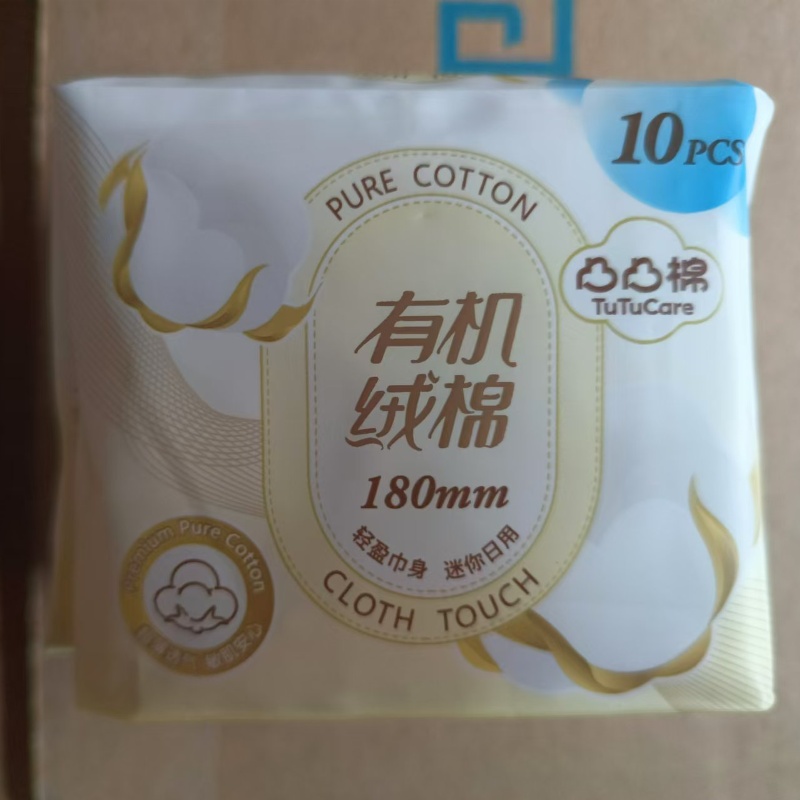 10PCS
PURE COTTON
凸凸棉
TuTuCare
有机
绒棉
180mm
轻盈巾身 迷你日用
CLOTH TOUCH
Premium Pure Cotton